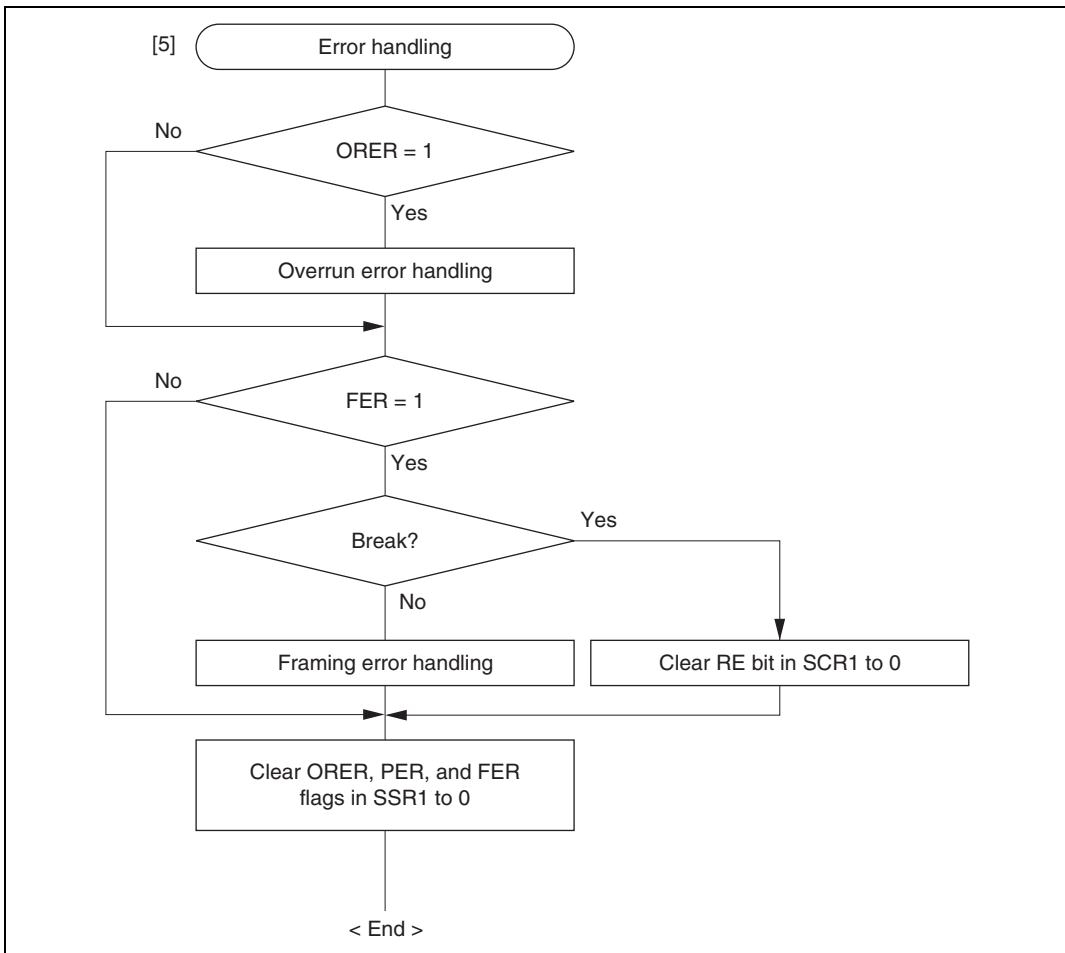 [5]
Error handling
No
ORER = 1
Yes
Overrun error handling
No
FER = 1
Yes
Break?
Yes
No
Framing error handling
Clear RE bit in SCR1 to 0
Clear ORER, PER, and FER
flags in SSR1 to 0
< End >